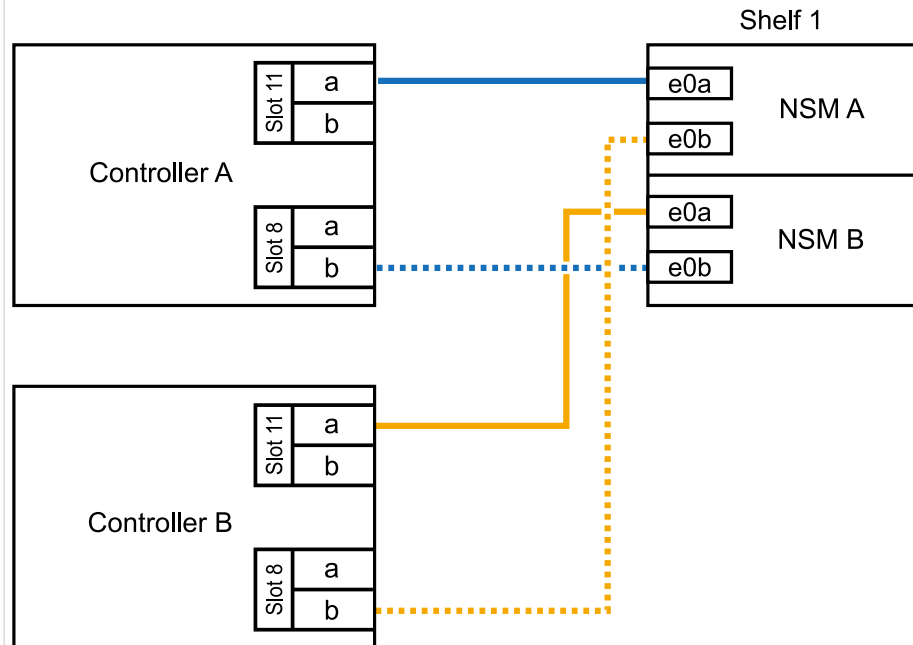 Shelf 1
Controller A
Slot 11
a
b
Slot 8
a
b
e0a
e0b
NSM A
e0a
e0b
NSM B
Controller B
Slot 11
a
b
Slot 8
a
b